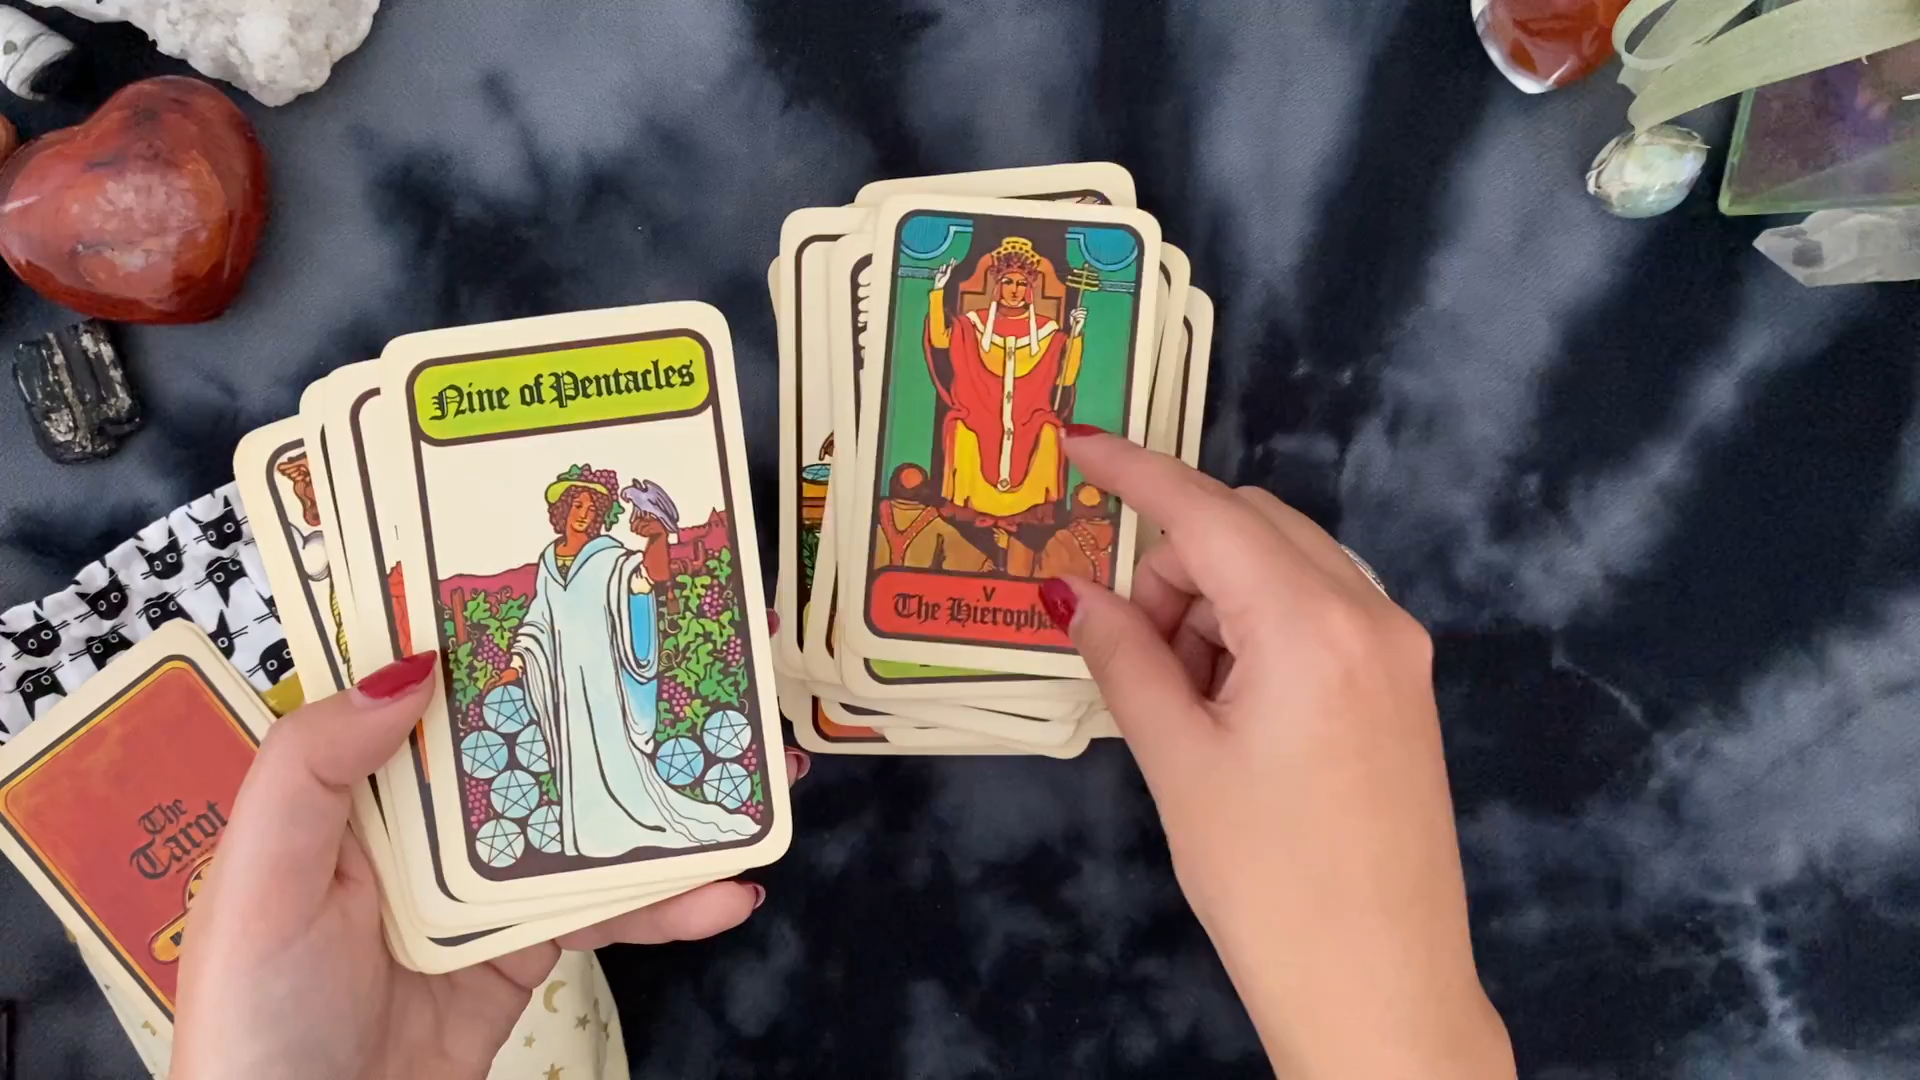 Nine of Pentacles
V
The Hieropha
The
Tarot